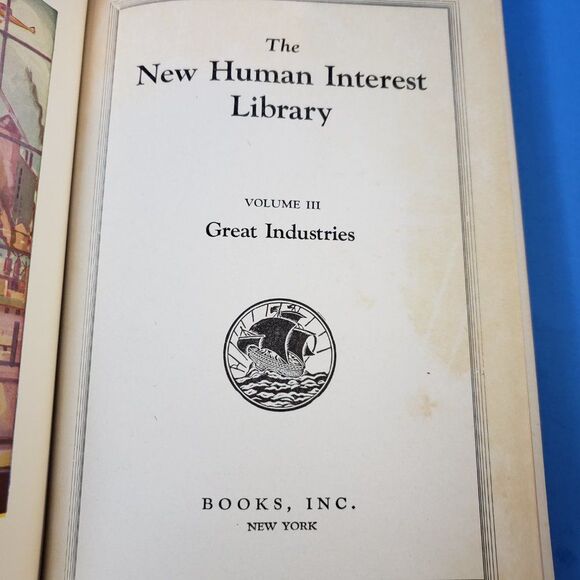 The
New Human Interest
Library
VOLUME III
Great Industries
BOOKS, INC.
NEW YORK